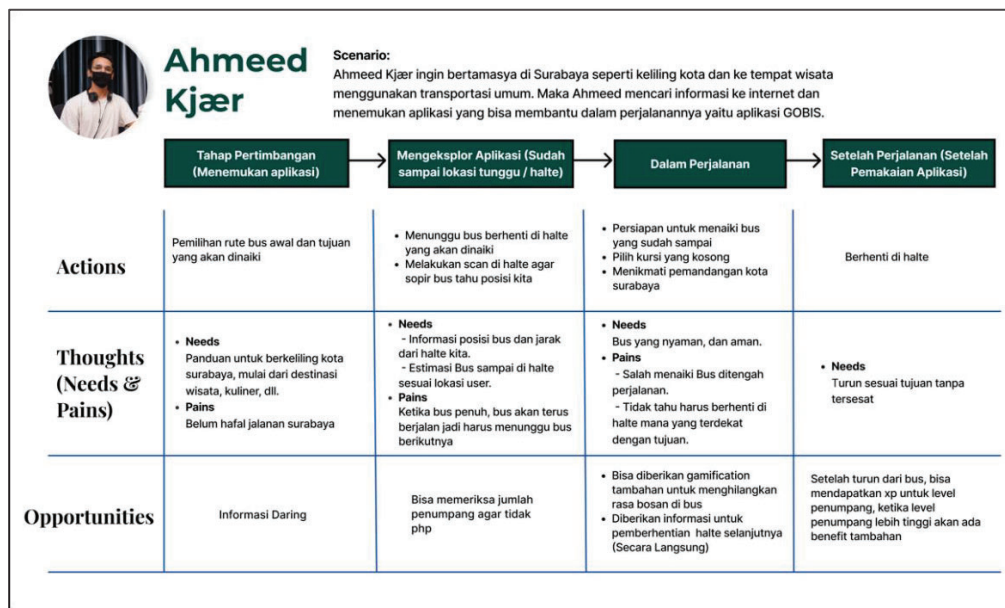 Ahmeed
Kjær
Scenario:
Ahmeed Kjær ingin bertamasya di Surabaya seperti keliling kota dan ke tempat wisata
menggunakan transportasi umum. Maka Ahmeed mencari informasi ke internet dan
menemukan aplikasi yang bisa membantu dalam perjalanannya yaitu aplikasi GOBIS.
Tahap Pertimbangan
(Menemukan aplikasi)
Mengeksplor Aplikasi (Sudah
sampai lokasi tunggu / halte)
Dalam Perjalanan
Setelah Perjalanan (Setelah
Pemakaian Aplikasi)
Actions
Pemilihan rute bus awal dan tujuan
yang akan dinaiki
• Menunggu bus berhenti di halte
yang akan dinaiki
• Melakukan scan di halte agar
sopir bus tahu posisi kita
• Persiapan untuk menaiki bus
yang sudah sampai
• Pilih kursi yang kosong
• Menikmati pemandangan kota
surabaya
Berhenti di halte
Thoughts
(Needs &
Pains)
• Needs
Panduan untuk berkeliling kota
surabaya, mulai dari destinasi
wisata, kuliner, dll.
• Pains
Belum hafal jalanan surabaya
• Needs
- Informasi posisi bus dan jarak
dari halte kita.
- Estimasi Bus sampai di halte
sesuai lokasi user.
• Pains
Ketika bus penuh, bus akan terus
berjalan jadi harus menunggu bus
berikutnya
• Needs
Bus yang nyaman, dan aman.
• Pains
- Salah menaiki Bus ditengah
perjalanan.
- Tidak tahu harus berhenti di
halte mana yang terdekat
dengan tujuan.
• Needs
Turun sesuai tujuan tanpa
tersesat
Opportunities
Informasi Daring
Bisa memeriksa jumlah
penumpang agar tidak
php
• Bisa diberikan gamification
tambahan untuk menghilangkan
rasa bosan di bus
• Diberikan informasi untuk
pemberhentian halte selanjutnya
(Secara Langsung)
Setelah turun dari bus, bisa
mendapatkan xp untuk level
penumpang, ketika level
penumpang lebih tinggi akan ada
benefit tambahan